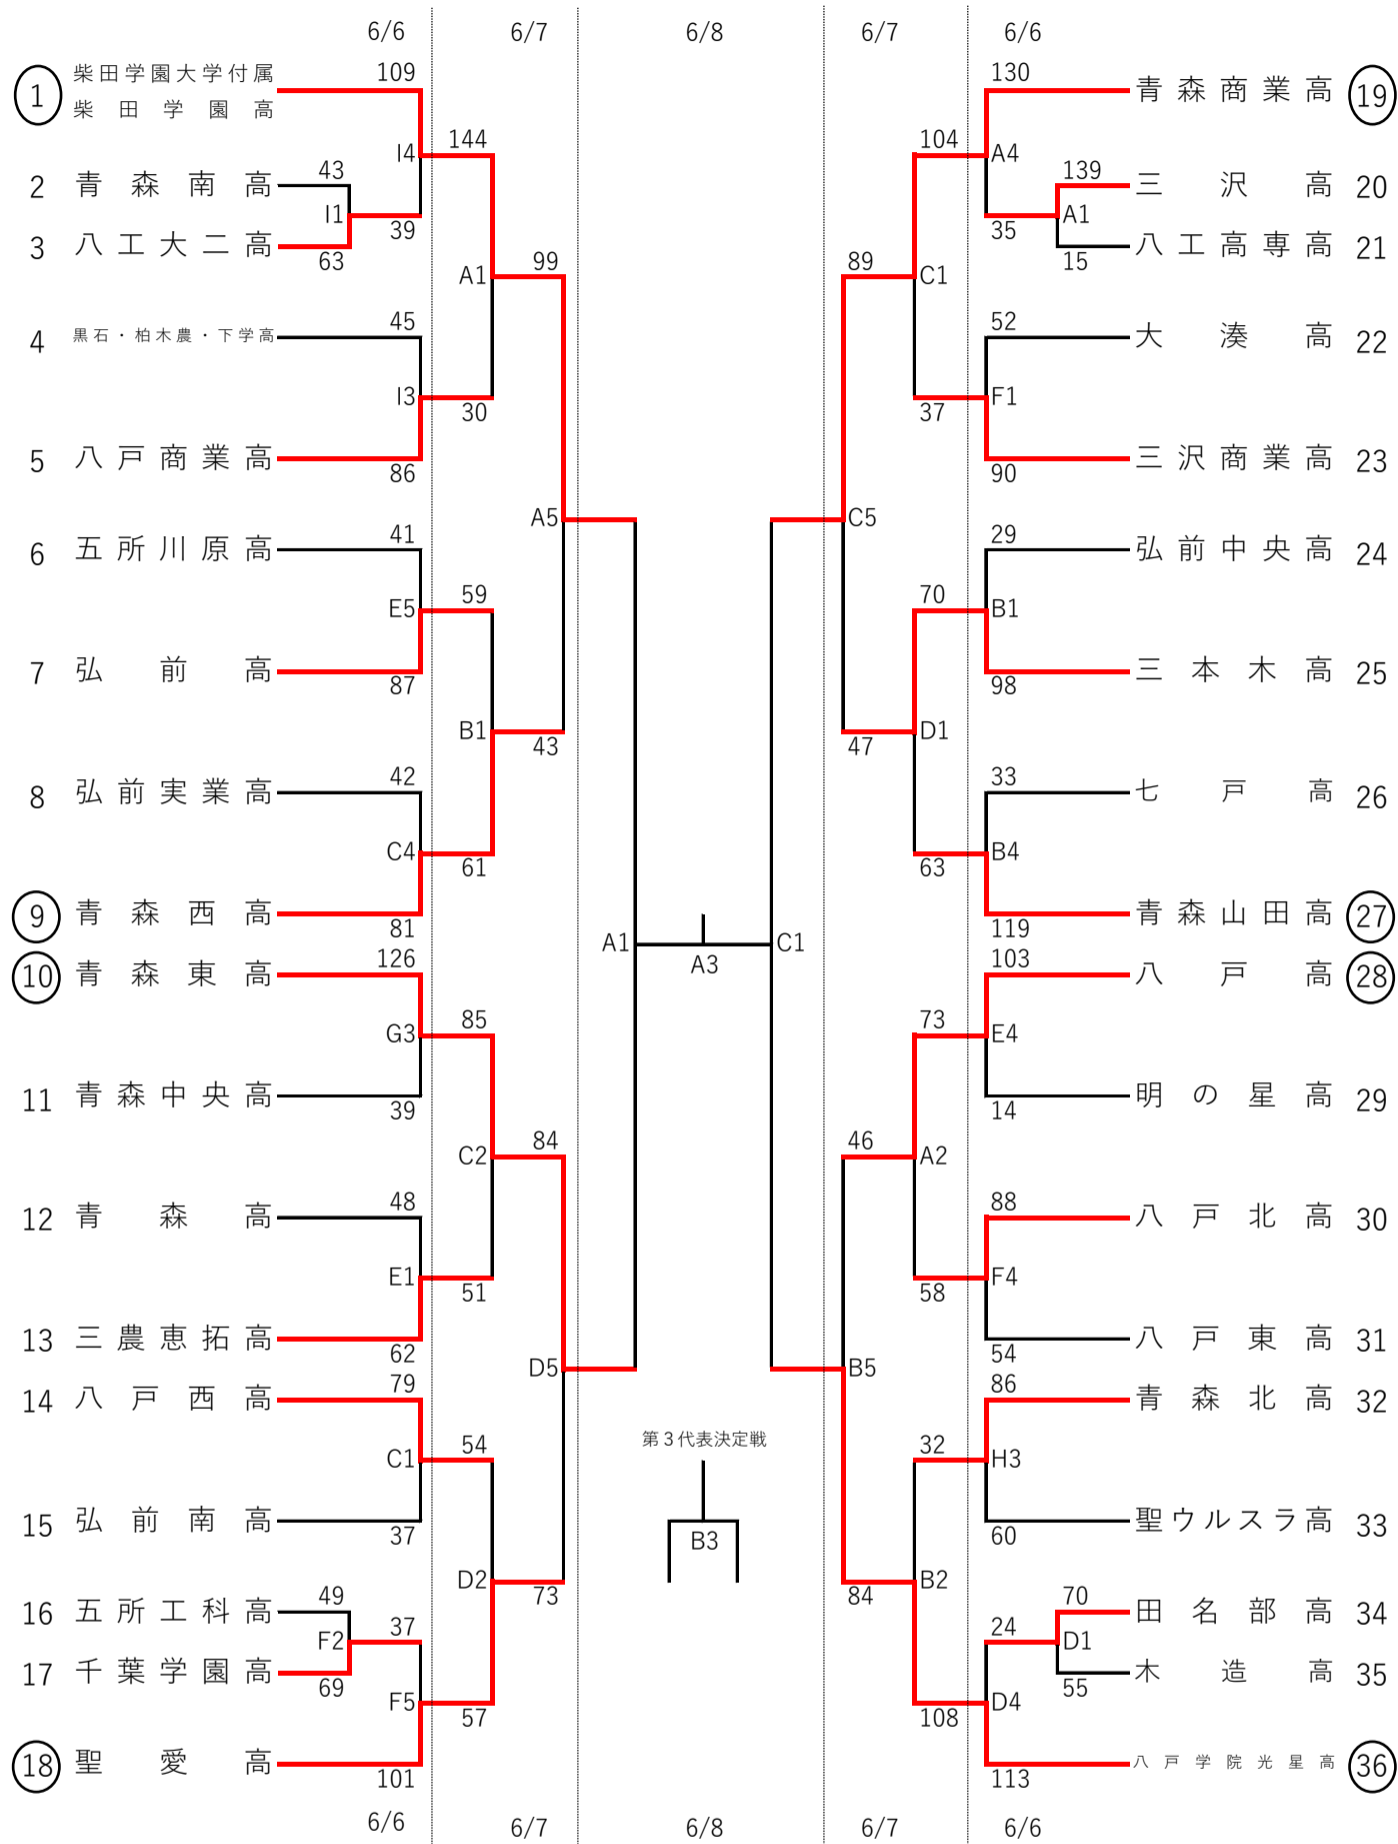 6/6 6/7 6/8 6/7 6/6
1 柴田学園大学付属柴田学園高 109
I4
144
2 青森南高 43
I1
39
3 八工大二高 63
A1
99
4 黒石・柏木農・下学高 45
I3
30
5 八戸商業高 86
A5
6 五所川原高 41
E5
59
7 弘前高 87
B1
43
8 弘前実業高 42
C4
61
9 青森西高 81
A1
10 青森東高 126
G3
85
11 青森中央高 39
C2
84
12 青森高 48
E1
51
13 三農恵拓高 62
D5
14 八戸西高 79
C1
54
15 弘前南高 37
D2
73
16 五所工科高 49
F2
37
17 千葉学園高 69
F5
57
18 聖愛高 101
A3
第3代表決定戦
B3
130 青森商業高 19
104
A4
139 三沢高 20
35
A1
15 八工高専高 21
89
C1
52 大湊高 22
37
F1
90 三沢商業高 23
C5
29 弘前中央高 24
70
B1
98 三本木高 25
47
D1
33 七戸高 26
63
B4
119 青森山田高 27
C1
103 八戸高 28
73
E4
14 明の星高 29
46
A2
88 八戸北高 30
58
F4
54 八戸東高 31
B5
86 青森北高 32
32
H3
60 聖ウルスラ高 33
84
B2
70 田名部高 34
24
D1
55 木造高 35
108
D4
113 八戸学院光星高 36
6/6 6/7 6/8 6/7 6/6